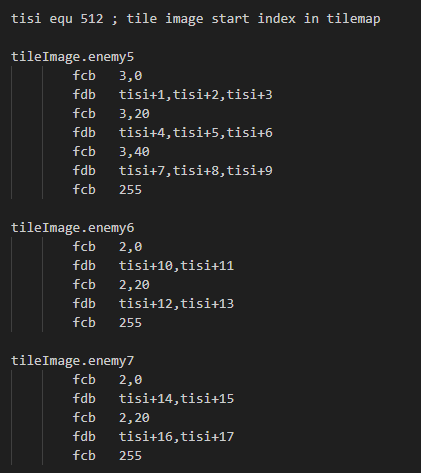 tisi equ 512 ; tile image start index in tilemap
tileImage.enemy5
fcb 3,0
fdb tisi+1,tisi+2,tisi+3
fcb 3,20
fdb tisi+4,tisi+5,tisi+6
fcb 3,40
fdb tisi+7,tisi+8,tisi+9
fcb 255
tileImage.enemy6
fcb 2,0
fdb tisi+10,tisi+11
fcb 2,20
fdb tisi+12,tisi+13
fcb 255
tileImage.enemy7
fcb 2,0
fdb tisi+14,tisi+15
fcb 2,20
fdb tisi+16,tisi+17
fcb 255